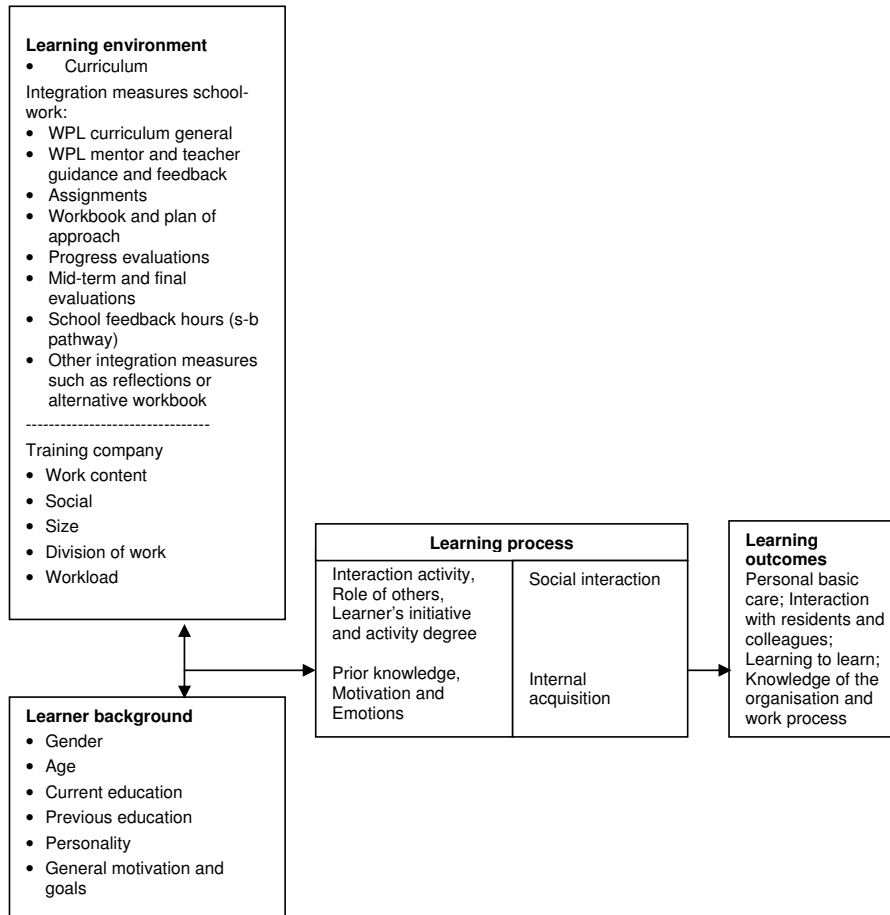 Learning environment
• Curriculum
Integration measures school-
work:
• WPL curriculum general
• WPL mentor and teacher
guidance and feedback
• Assignments
• Workbook and plan of
approach
• Progress evaluations
• Mid-term and final
evaluations
• School feedback hours (s-b
pathway)
• Other integration measures
such as reflections or
alternative workbook
--------------------------------
Training company
• Work content
• Social
• Size
• Division of work
• Workload
Learner background
• Gender
• Age
• Current education
• Previous education
• Personality
• General motivation and
goals
Learning process
Interaction activity,
Role of others,
Learner's initiative
and activity degree
Prior knowledge,
Motivation and
Emotions
Social interaction
Internal
acquisition
Learning
outcomes
Personal basic
care; Interaction
with residents and
colleagues;
Learning to learn;
Knowledge of the
organisation and
work process